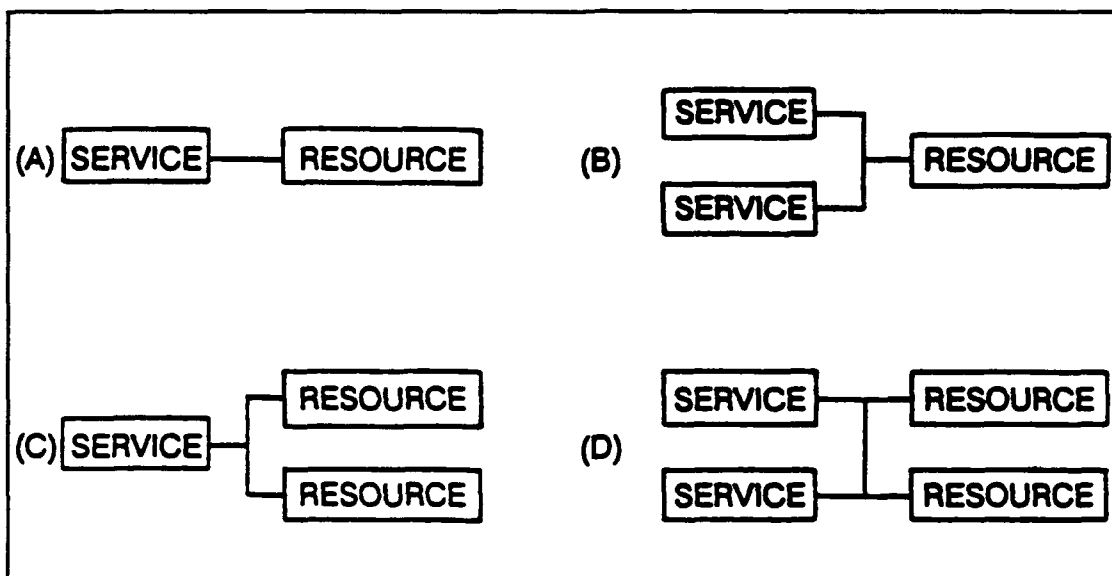 (A) SERVICE RESOURCE
(B) SERVICE RESOURCE
SERVICE
(C) SERVICE RESOURCE
RESOURCE
(D) SERVICE RESOURCE
SERVICE RESOURCE